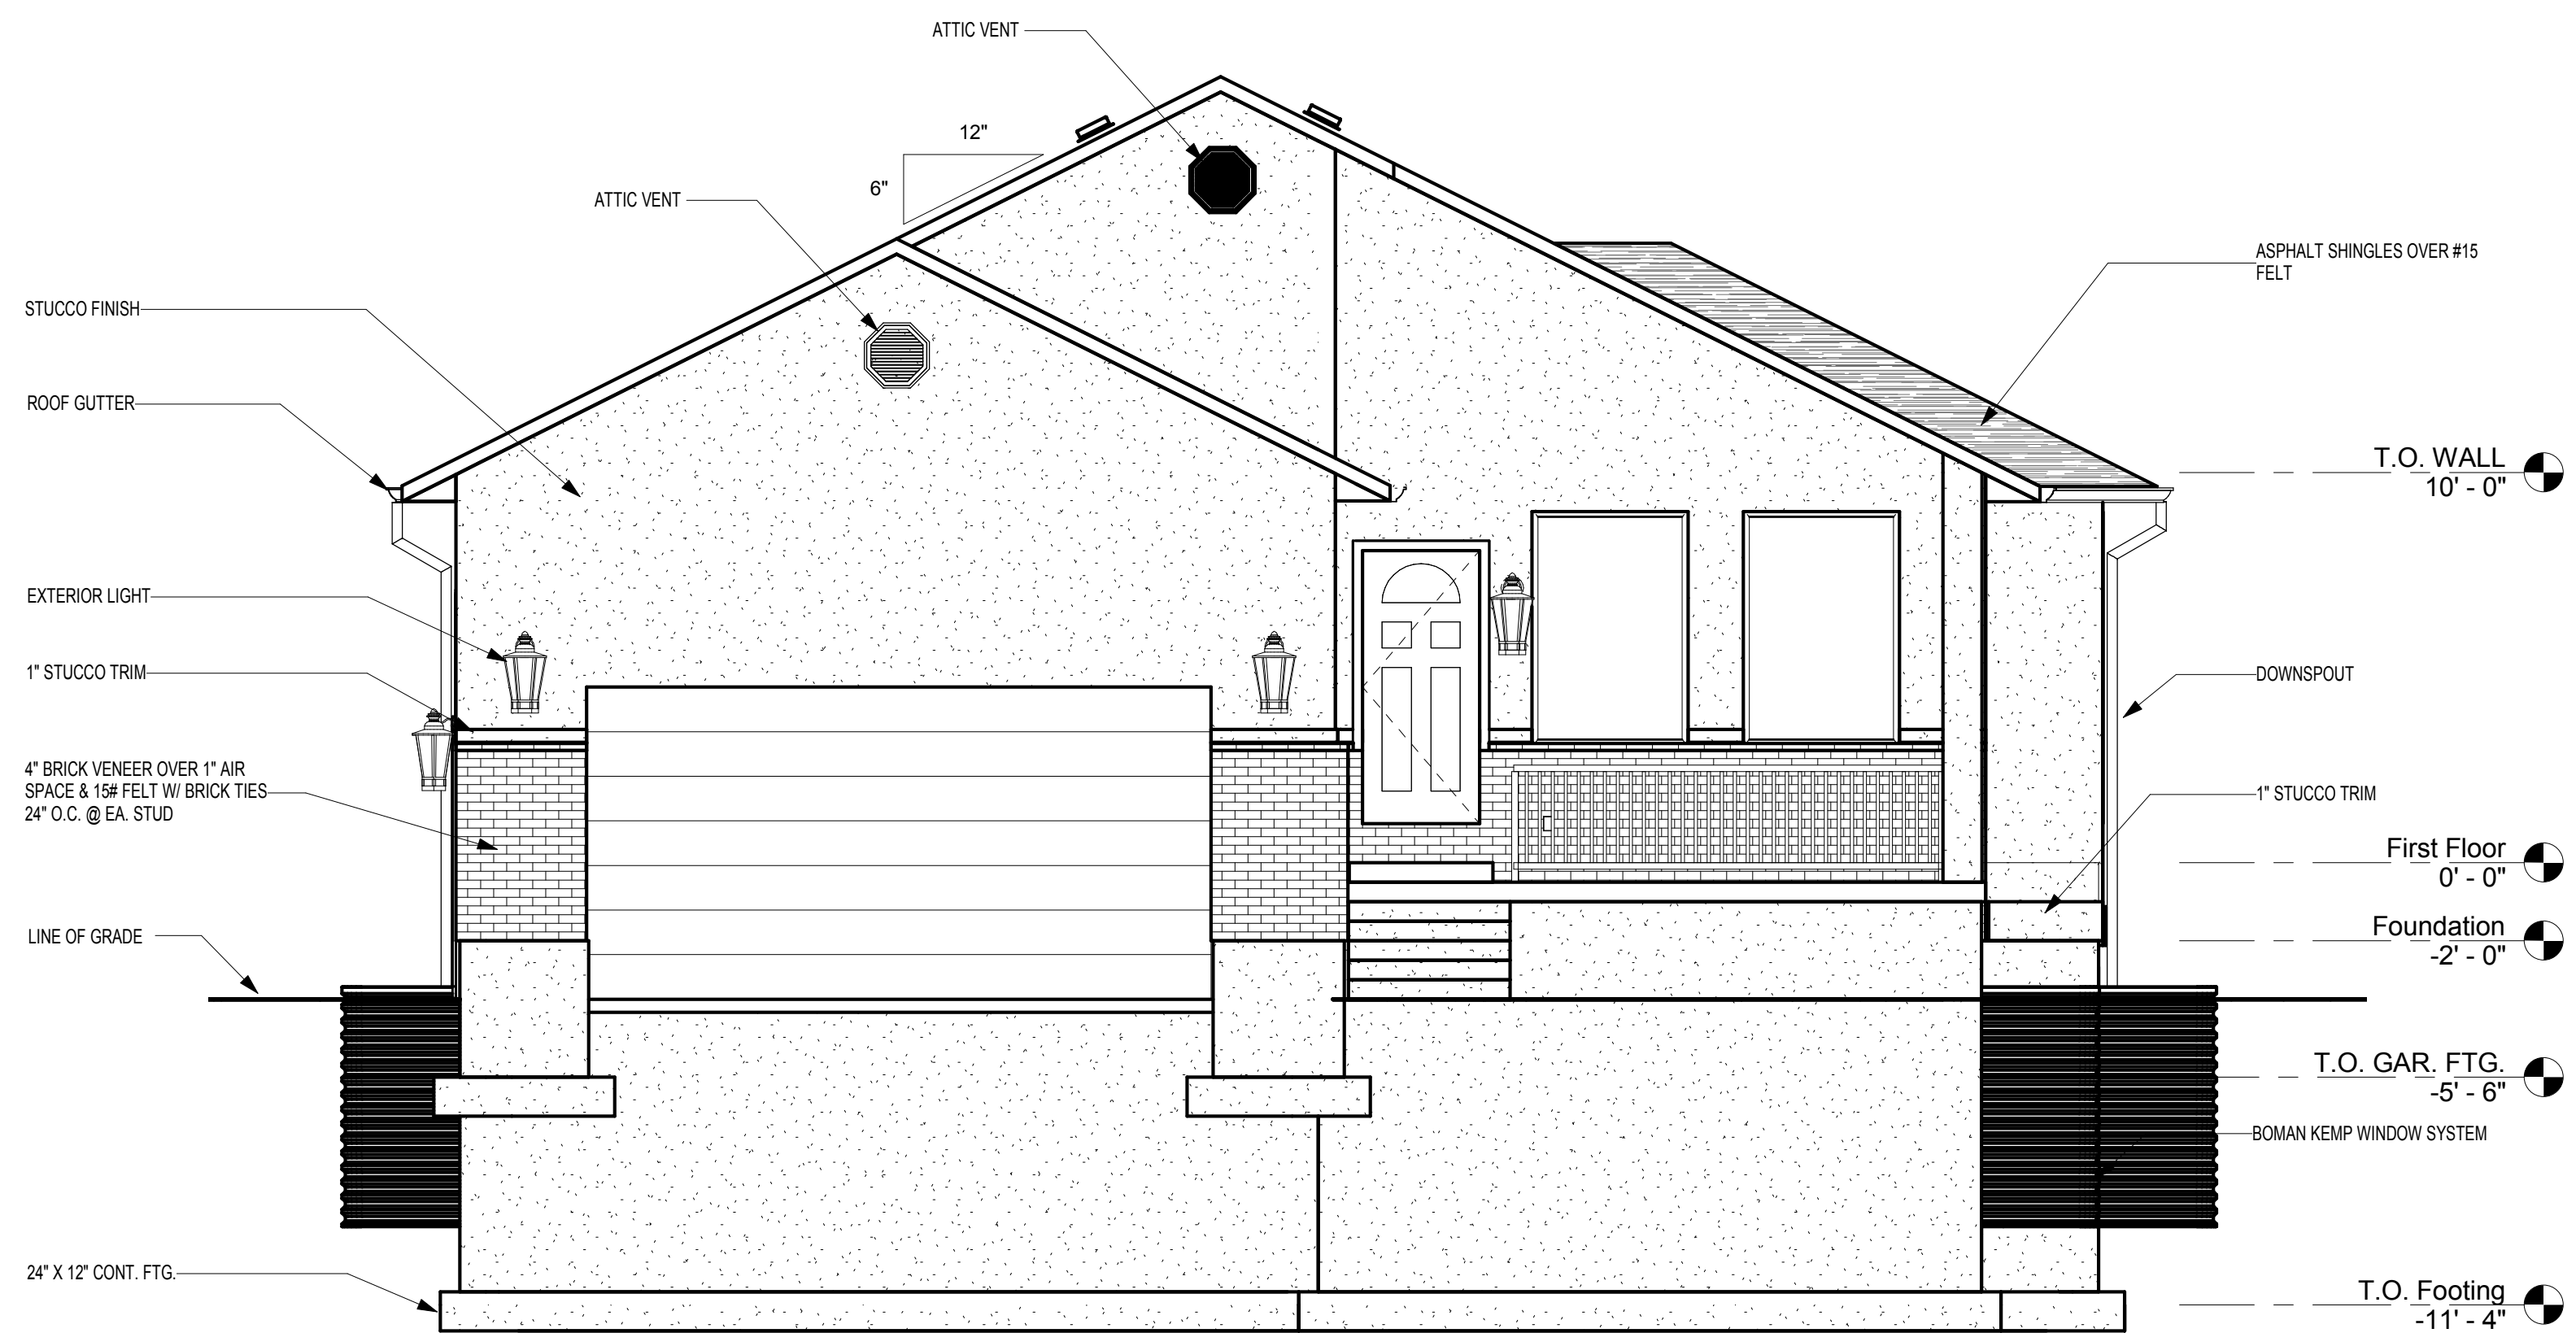 ATTIC VENT
12"
6"
ATTIC VENT
ASPHALT SHINGLES OVER #15
FELT
STUCCO FINISH
ROOF GUTTER
T.O. WALL
10' - 0"
EXTERIOR LIGHT
1" STUCCO TRIM
DOWNSPOUT
4" BRICK VENEER OVER 1" AIR
SPACE & 15# FELT W/ BRICK TIES
24" O.C. @ EA. STUD
1" STUCCO TRIM
First Floor
0' - 0"
LINE OF GRADE
Foundation
-2' - 0"
T.O. GAR. FTG.
-5' - 6"
BOMAN KEMP WINDOW SYSTEM
24" X 12" CONT. FTG.
T.O. Footing
-11' - 4"